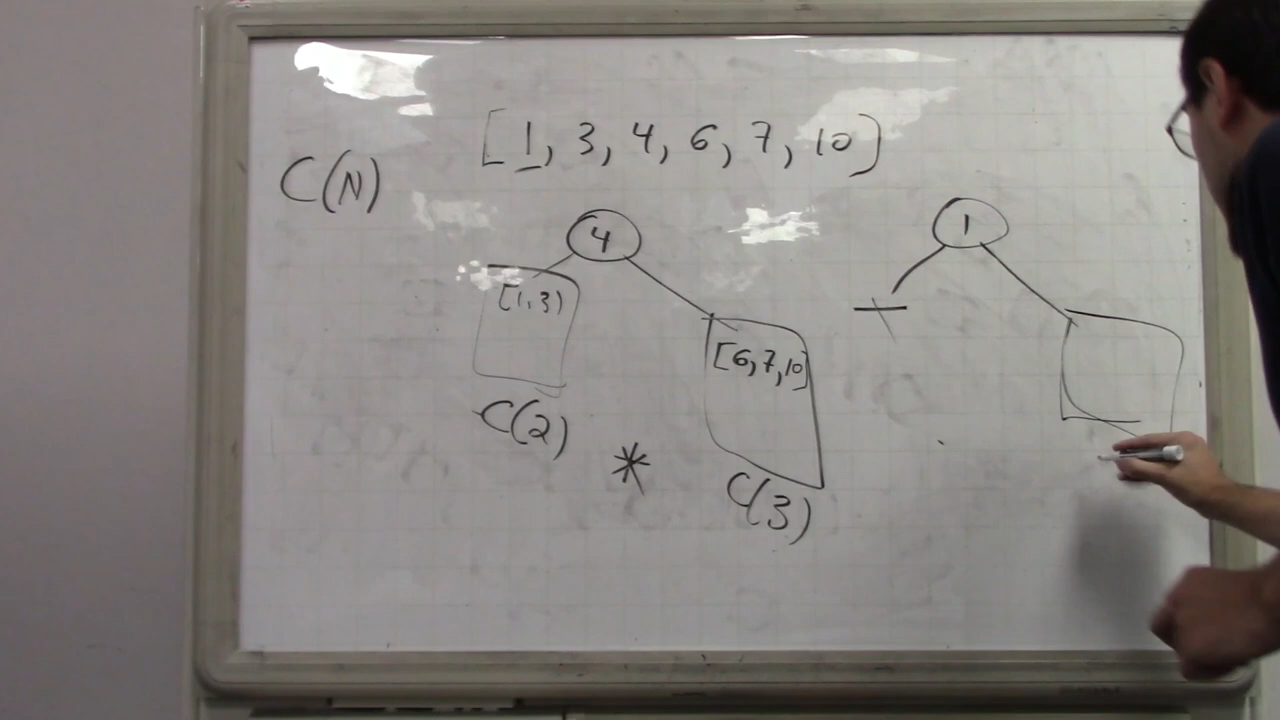 [1, 3, 4, 6, 7, 10]
C(N)
4
1
[1,3)
[6,7,10]
C(2)
*
C(3)